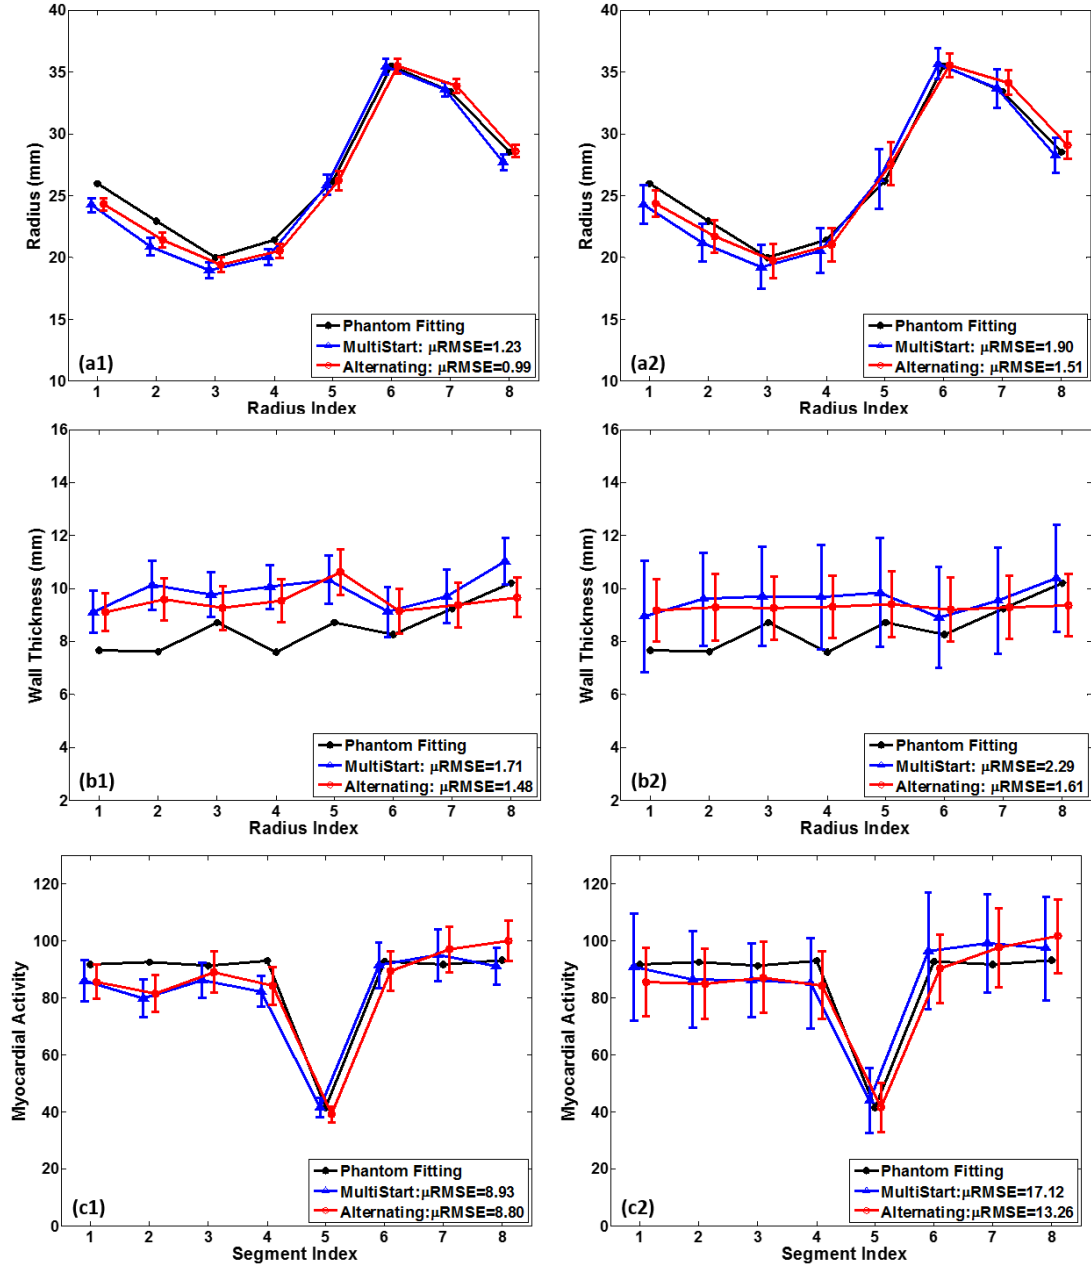 40
35
30
25
20
15
10
Radius (mm)
Phantom Fitting
MultiStart: μRMSE=1.23
Alternating: μRMSE=0.99
(a1)
1 2 3 4 5 6 7 8
Radius Index
40
35
30
25
20
15
10
Radius (mm)
Phantom Fitting
MultiStart: μRMSE=1.90
Alternating: μRMSE=1.51
(a2)
1 2 3 4 5 6 7 8
Radius Index
16
14
12
10
8
6
4
2
Wall Thickness (mm)
Phantom Fitting
MultiStart: μRMSE=1.71
Alternating: μRMSE=1.48
(b1)
1 2 3 4 5 6 7 8
Radius Index
16
14
12
10
8
6
4
2
Wall Thickness (mm)
Phantom Fitting
MultiStart: μRMSE=2.29
Alternating: μRMSE=1.61
(b2)
1 2 3 4 5 6 7 8
Radius Index
120
100
80
60
40
20
0
Myocardial Activity
Phantom Fitting
MultiStart:μRMSE=8.93
Alternating:μRMSE=8.80
(c1)
1 2 3 4 5 6 7 8
Segment Index
120
100
80
60
40
20
0
Myocardial Activity
Phantom Fitting
MultiStart:μRMSE=17.12
Alternating:μRMSE=13.26
(c2)
1 2 3 4 5 6 7 8
Segment Index